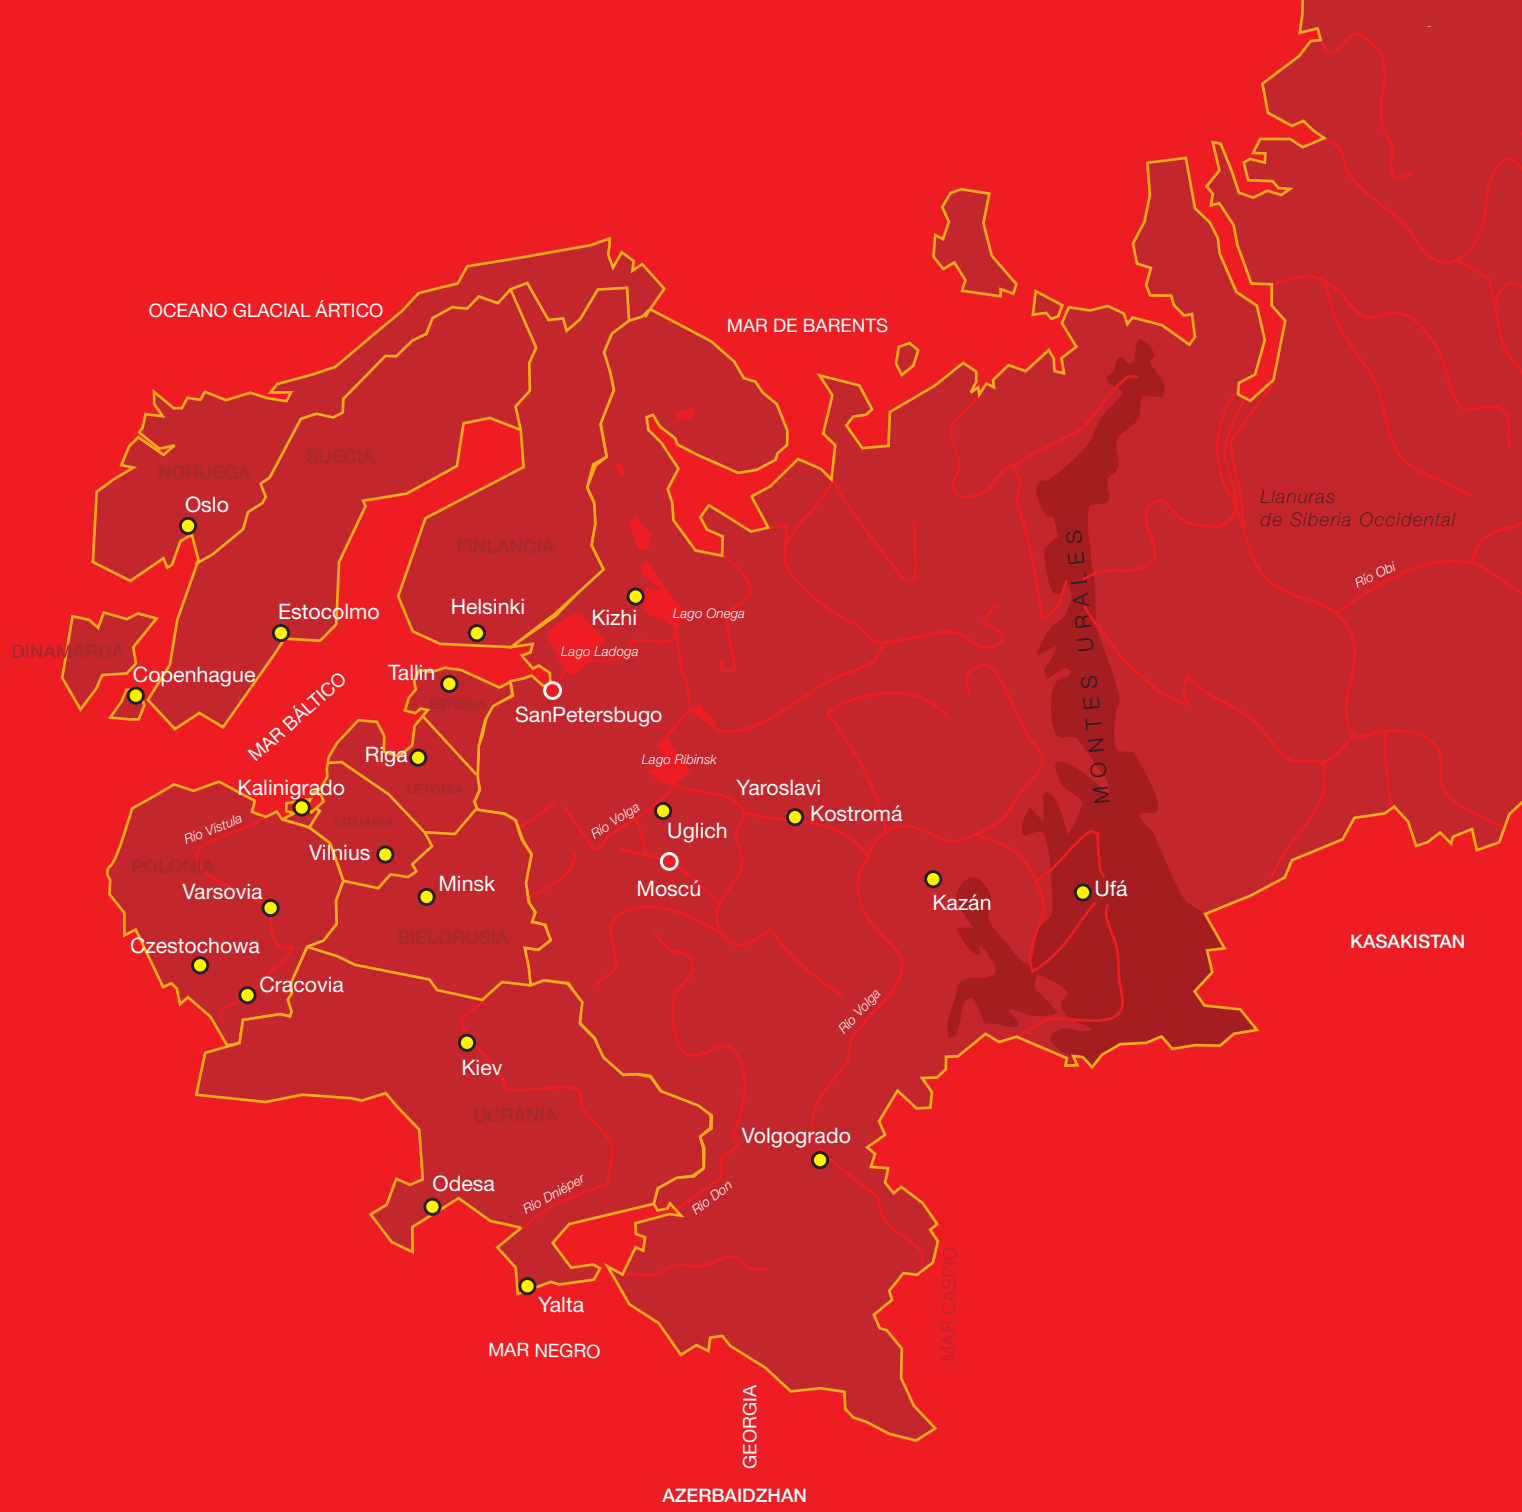 OCEANO GLACIAL ÁRTICO
MAR DE BARENTS
SUECIA
NORUEGA
Oslo
Llanuras
de Siberia Occidental
FINLANCIA
MONTES URALES
Río Obi
Estocolmo
Helsinki
Kizhi
Lago Onega
DINAMARCA
Lago Ladoga
Copenhague
Tallin
ESTONIA
MAR BÁLTICO
SanPetersbugo
Riga
Lago Ribinsk
Kalinigrado
LETONIA
Yaroslavi
Kostromá
Río Vístula
LITUANIA
Río Volga
Uglich
Vilnius
POLONIA
Moscú
Varsovia
Minsk
Kazán
Ufá
Czestochowa
BIELORUSIA
KASAKISTAN
Cracovia
Río Volga
Kiev
UCRANIA
Volgogrado
Odesa
Río Dniéper
Río Don
MAR CASPIO
Yalta
MAR NEGRO
GEORGIA
AZERBAIDZHAN